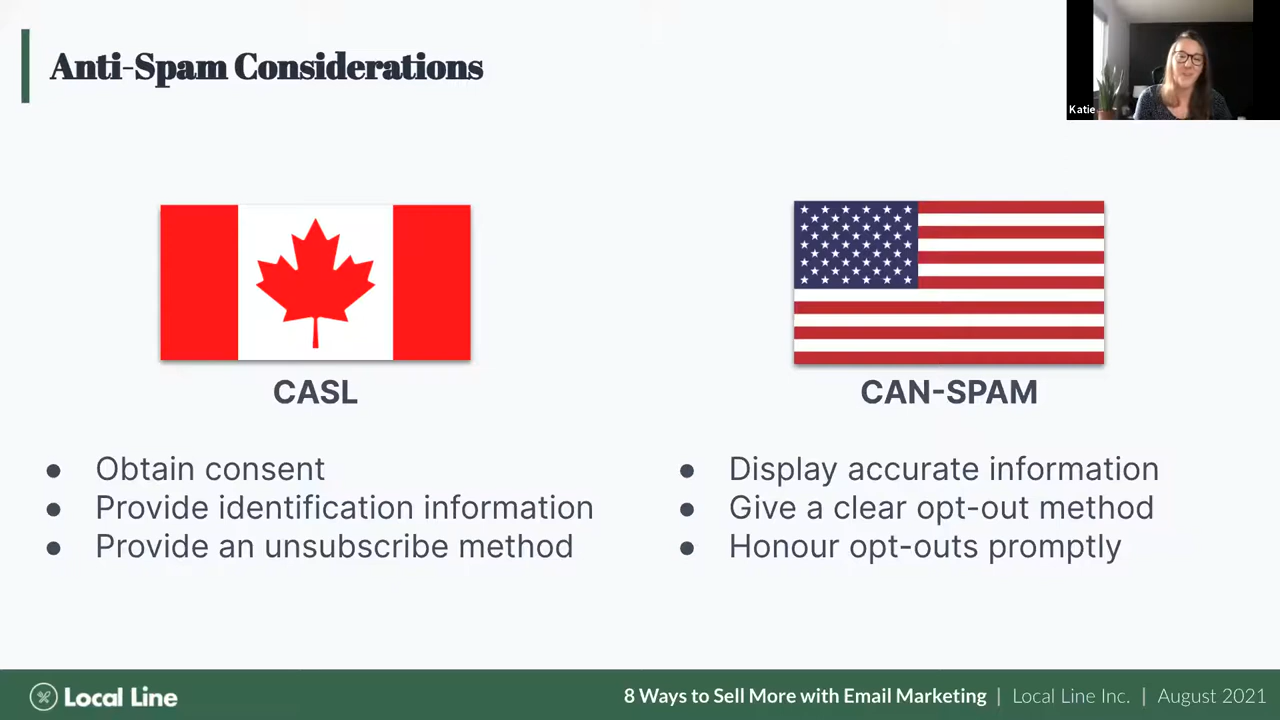 Anti-Spam Considerations
Katie
CASL
● Obtain consent
● Provide identification information
● Provide an unsubscribe method
CAN-SPAM
● Display accurate information
● Give a clear opt-out method
● Honour opt-outs promptly
Local Line
8 Ways to Sell More with Email Marketing | Local Line Inc. | August 2021